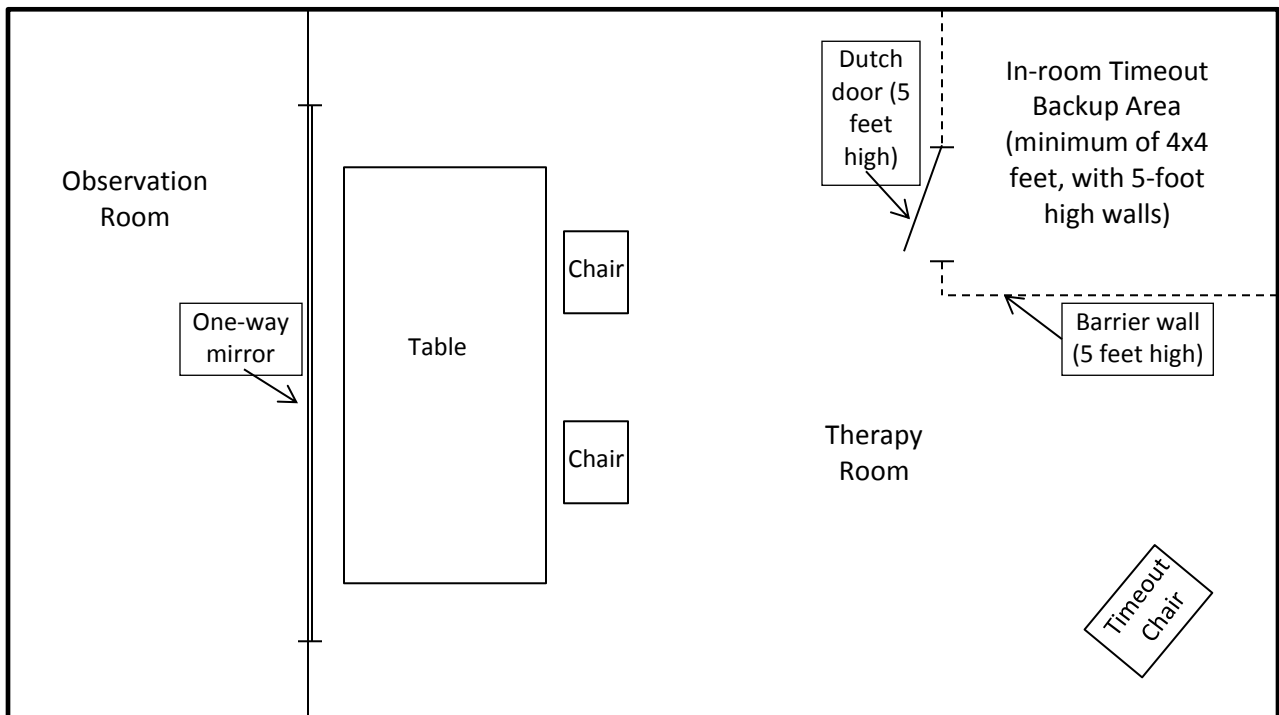 Observation
Room
One-way
mirror
Table
Chair
Chair
Dutch
door (5
feet
high)
In-room Timeout
Backup Area
(minimum of 4x4
feet, with 5-foot
high walls)
Barrier wall
(5 feet high)
Therapy
Room
Timeout
Chair